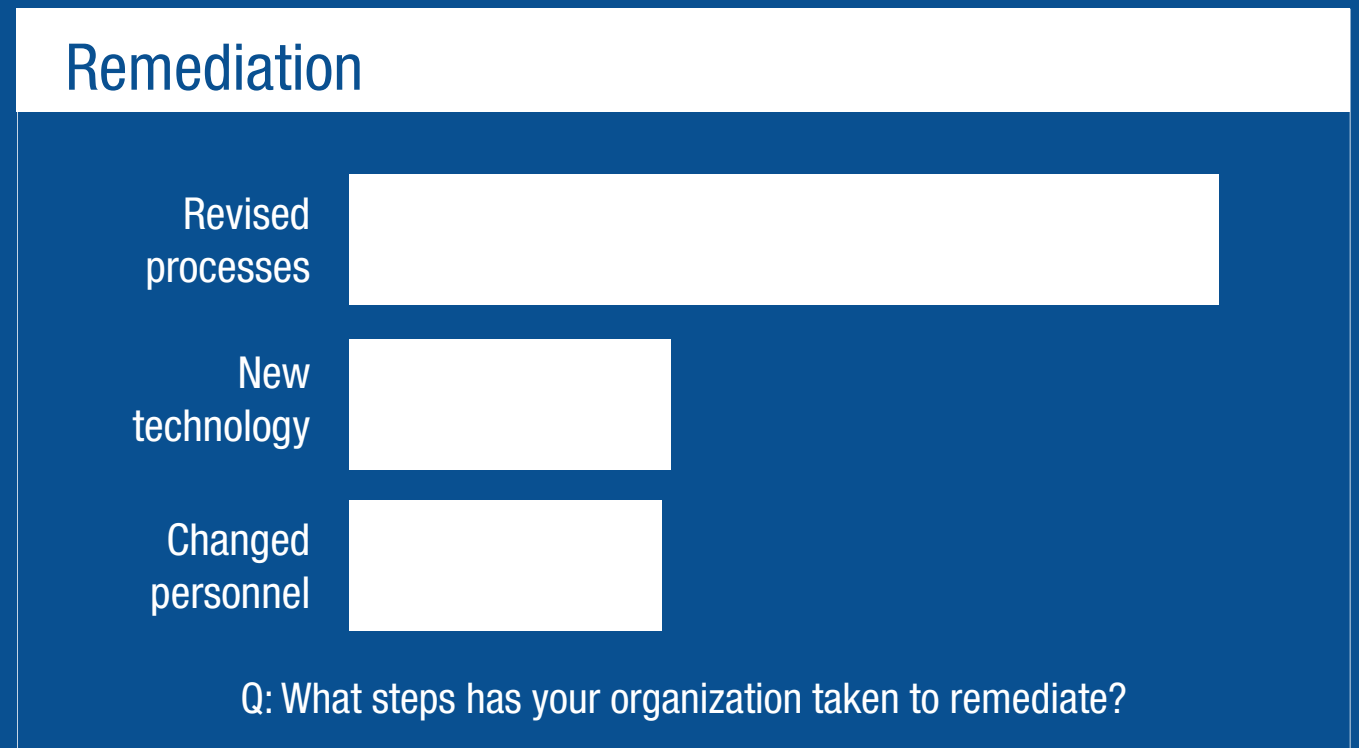 Remediation
Revised
processes
New
technology
Changed
personnel
Q: What steps has your organization taken to remediate?